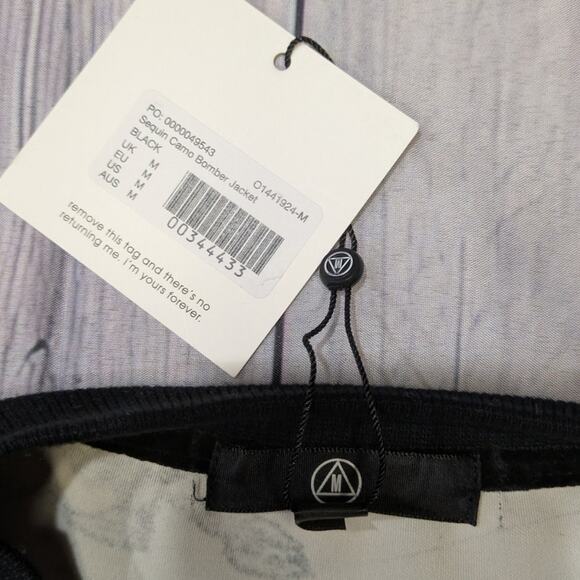 PO: 0000049543
Sequin Camo Bomber Jacket
BLACK O1441924-M
UK M
EU M
US M
AUS M
00344433
remove this tag and there's no
returning me. i'm yours forever.
M
M